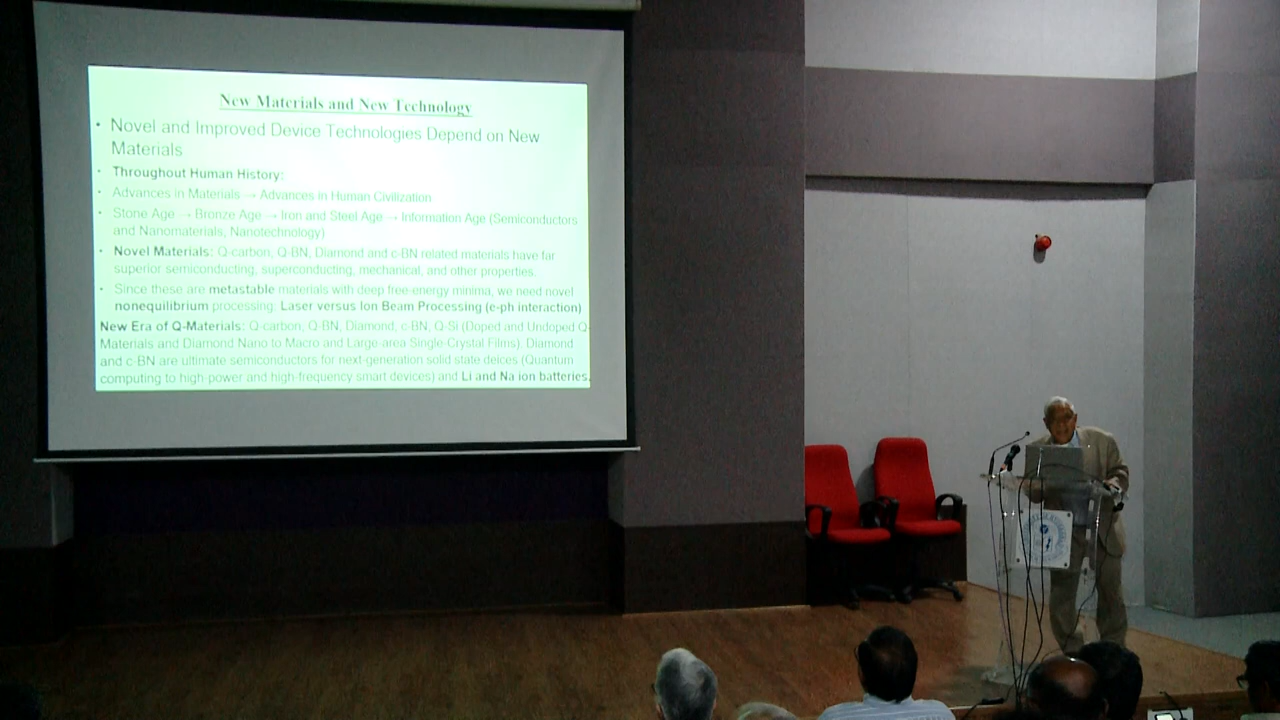 New Materials and New Technology
• Novel and Improved Device Technologies Depend on New
Materials
• Throughout Human History:
• Advances in Materials → Advances in Human Civilization
• Stone Age → Bronze Age → Iron and Steel Age → Information Age (Semiconductors
and Nanomaterials, Nanotechnology)
• Novel Materials: Q-carbon, Q-BN, Diamond and c-BN related materials have far
superior semiconducting, superconducting, mechanical, and other properties.
• Since these are metastable materials with deep free-energy minima, we need novel
nonequilibrium processing: Laser versus Ion Beam Processing (e-ph interaction)
New Era of Q-Materials: Q-carbon, Q-BN, Diamond, c-BN, Q-Si (Doped and Undoped Q-
Materials and Diamond Nano to Macro and Large-area Single-Crystal Films). Diamond
and c-BN are ultimate semiconductors for next-generation solid state deices (Quantum
computing to high-power and high-frequency smart devices) and Li and Na ion batteries.